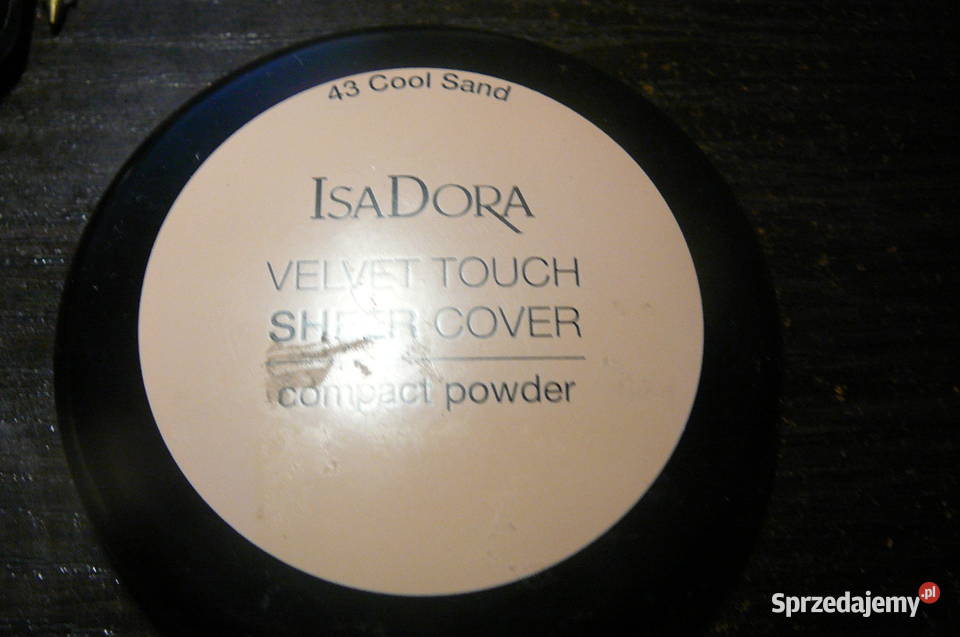 43 Cool Sand
ISADORA
VELVET TOUCH
SHEER COVER
compact powder
Sprzedajemy.pl